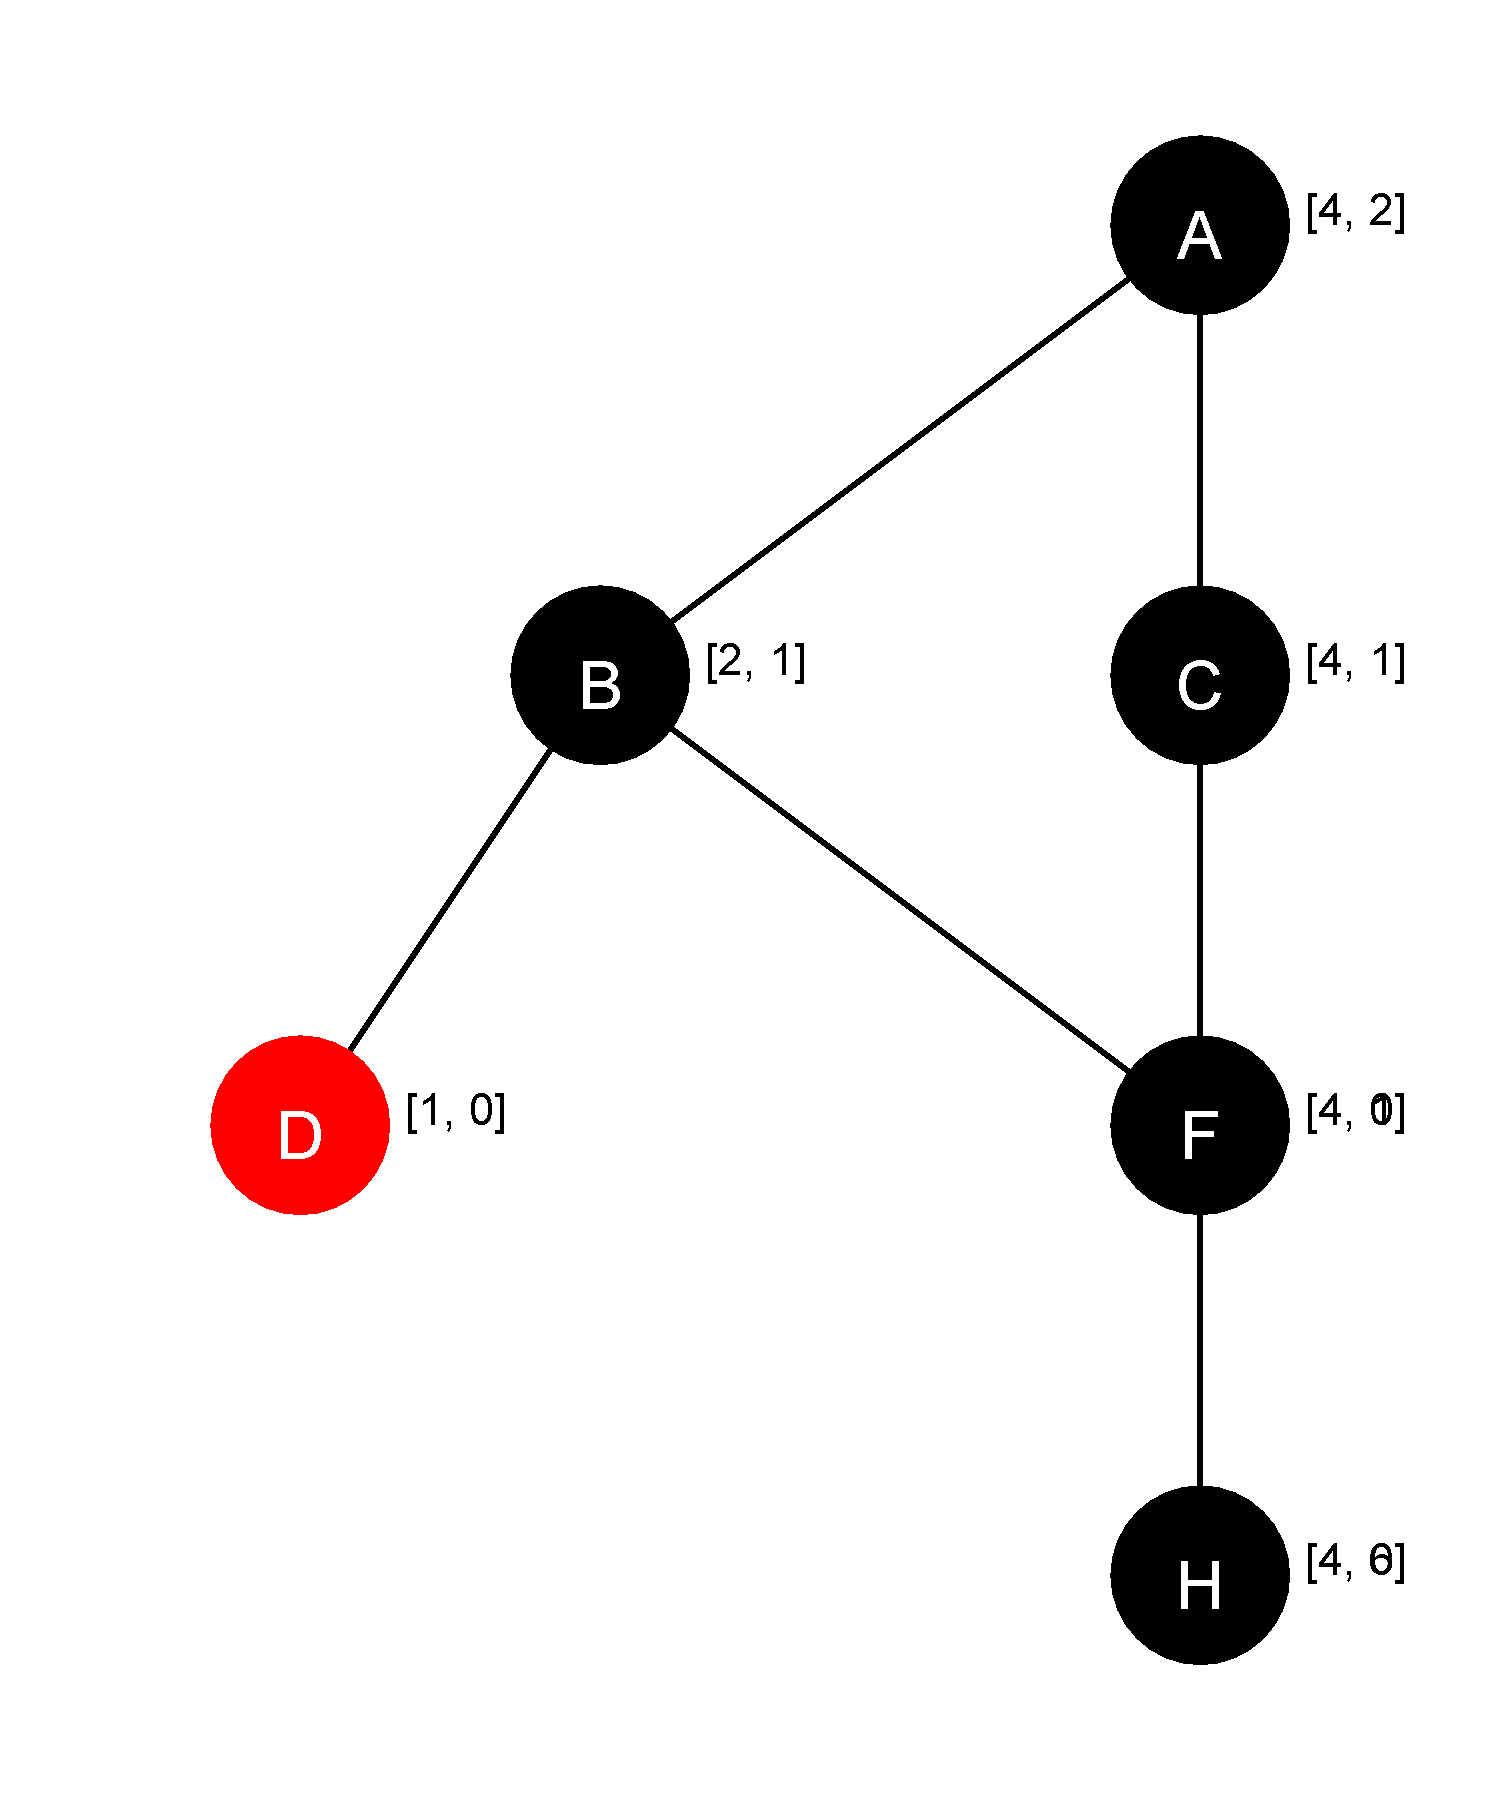 A [4, 2]
B [2, 1]
C [4, 1]
D [1, 0]
F [4,
H [4,